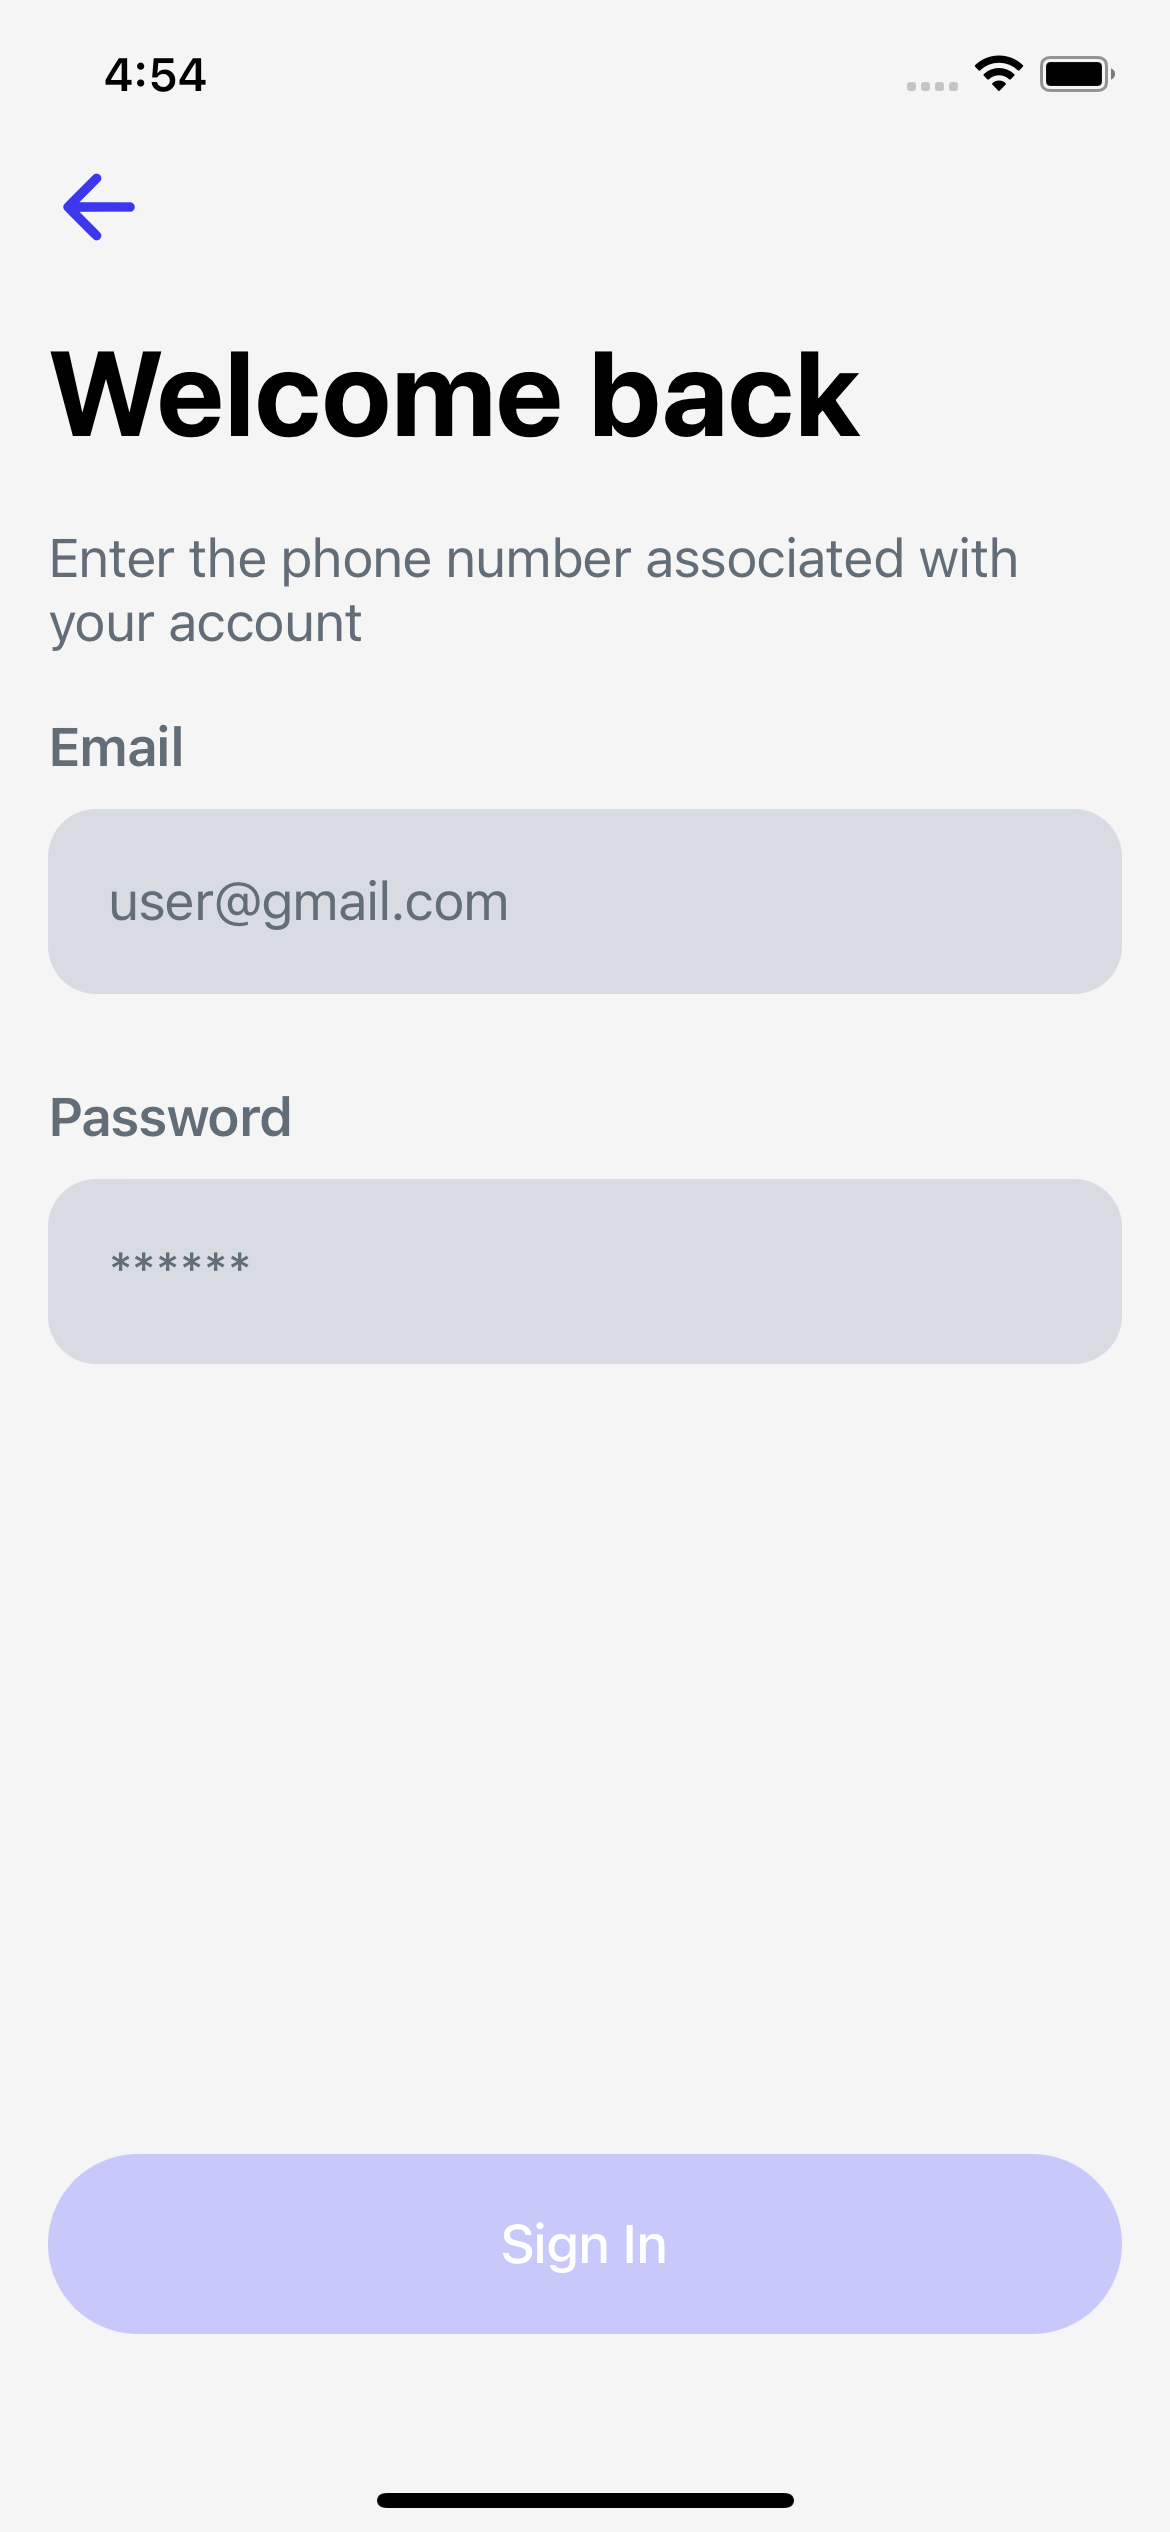 4:54
Welcome back
Enter the phone number associated with
your account
Email
user@gmail.com
Password
******
Sign In